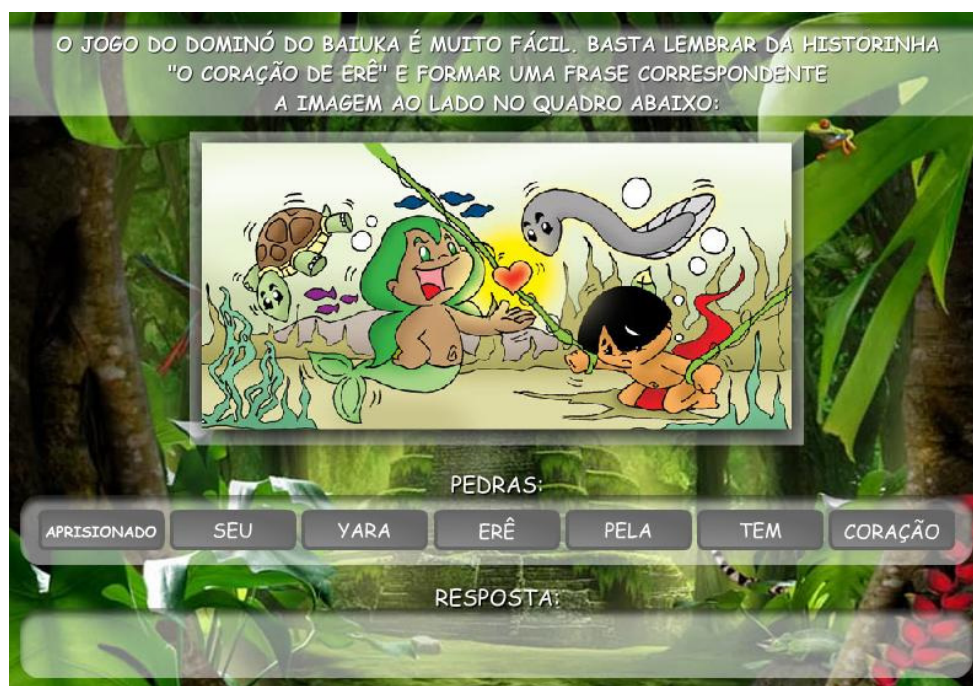 O JOGO DO DOMINÓ DO BAIUKA É MUITO FÁCIL. BASTA LEMBRAR DA HISTORINHA
"O CORAÇÃO DE ERÊ" E FORMAR UMA FRASE CORRESPONDENTE
A IMAGEM AO LADO NO QUADRO ABAIXO:
PEDRAS:
APRISIONADO SEU YARA ERÊ PELA TEM CORAÇÃO
RESPOSTA: